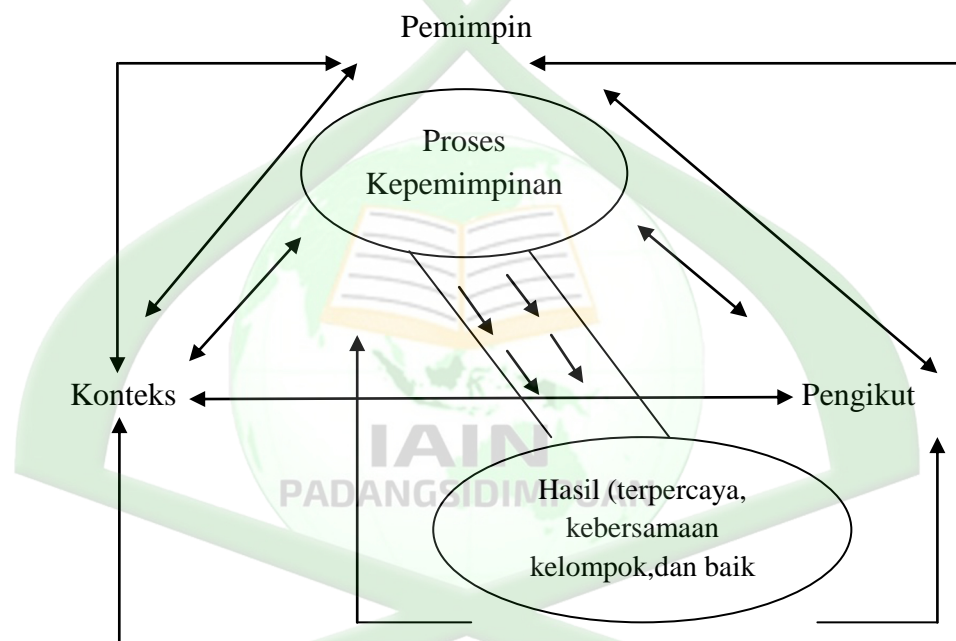 Pemimpin
Proses
Kepemimpinan
Konteks
Pengikut
IAIN
PADANGSIDIMPUAN
Hasil (terpercaya,
kebersamaan
kelompok,dan baik